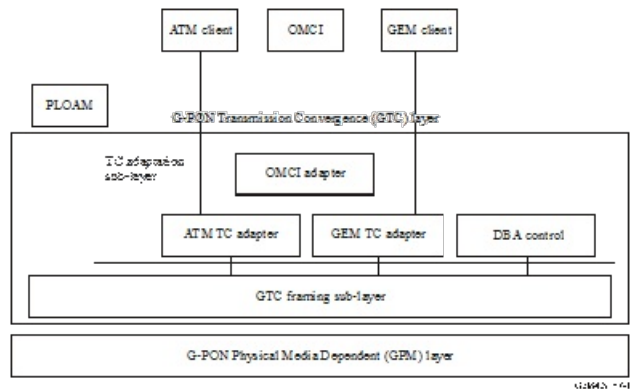 ATM client
OMCI
GEM client
PLOAM
G-PON Transmission Convergence (GTC) layer
TC adaptation
sub-layer
OMCI adapter
ATM TC adapter
GEM TC adapter
DBA control
GTC framing sub-layer
G-PON Physical Media Dependent (GPM) layer